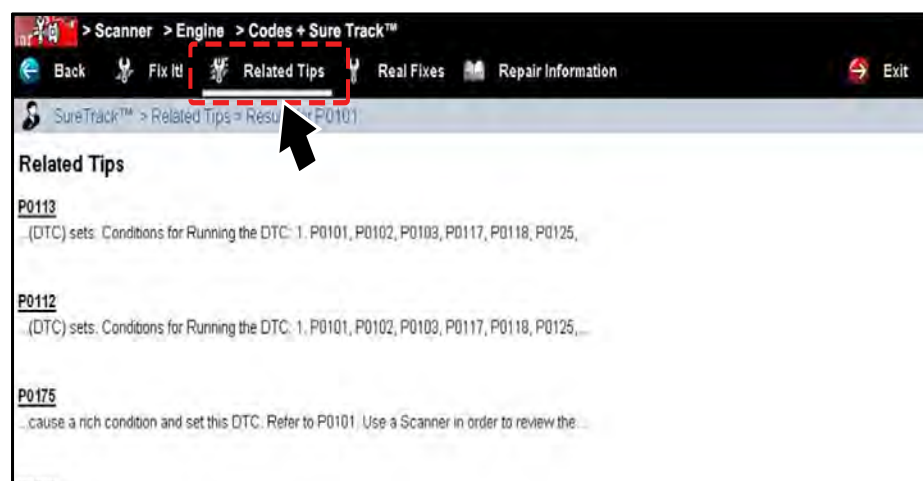 > Scanner > Engine > Codes + Sure Track™
Back Fix It! Related Tips Real Fixes Repair Information Exit
SureTrack™ > Related Tips > Resu P0101
Related Tips
P0113
...(DTC) sets. Conditions for Running the DTC: 1. P0101, P0102, P0103, P0117, P0118, P0125,
P0112
...(DTC) sets. Conditions for Running the DTC: 1. P0101, P0102, P0103, P0117, P0118, P0125,...
P0175
...cause a rich condition and set this DTC. Refer to P0101. Use a Scanner in order to review the...